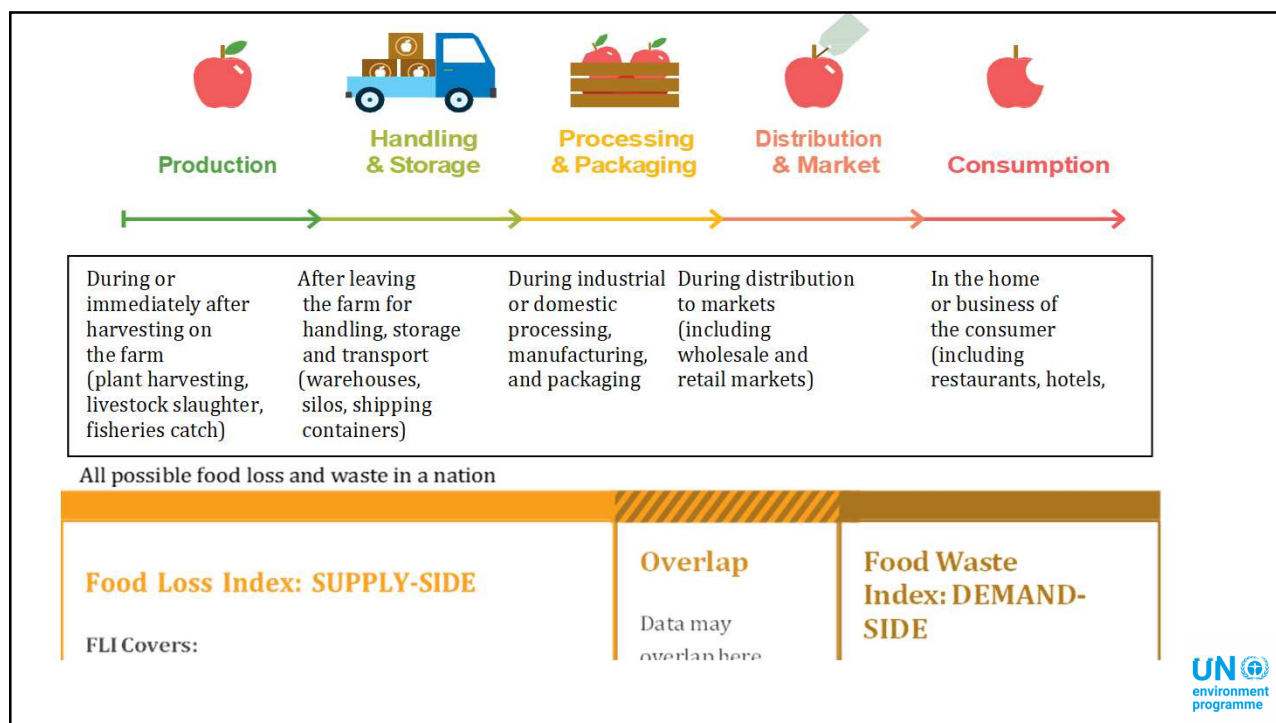 Production
Handling
& Storage
Processing
& Packaging
Distribution
& Market
Consumption
During or
immediately after
harvesting on
the farm
(plant harvesting,
livestock slaughter,
fisheries catch)
After leaving
the farm for
handling, storage
and transport
(warehouses,
silos, shipping
containers)
During industrial
or domestic
processing,
manufacturing,
and packaging
During distribution
to markets
(including
wholesale and
retail markets)
In the home
or business of
the consumer
(including
restaurants, hotels,
All possible food loss and waste in a nation
Food Loss Index: SUPPLY-SIDE
FLI Covers:
Overlap
Data may
overlap here
Food Waste
Index: DEMAND-
SIDE
UN
environment
programme